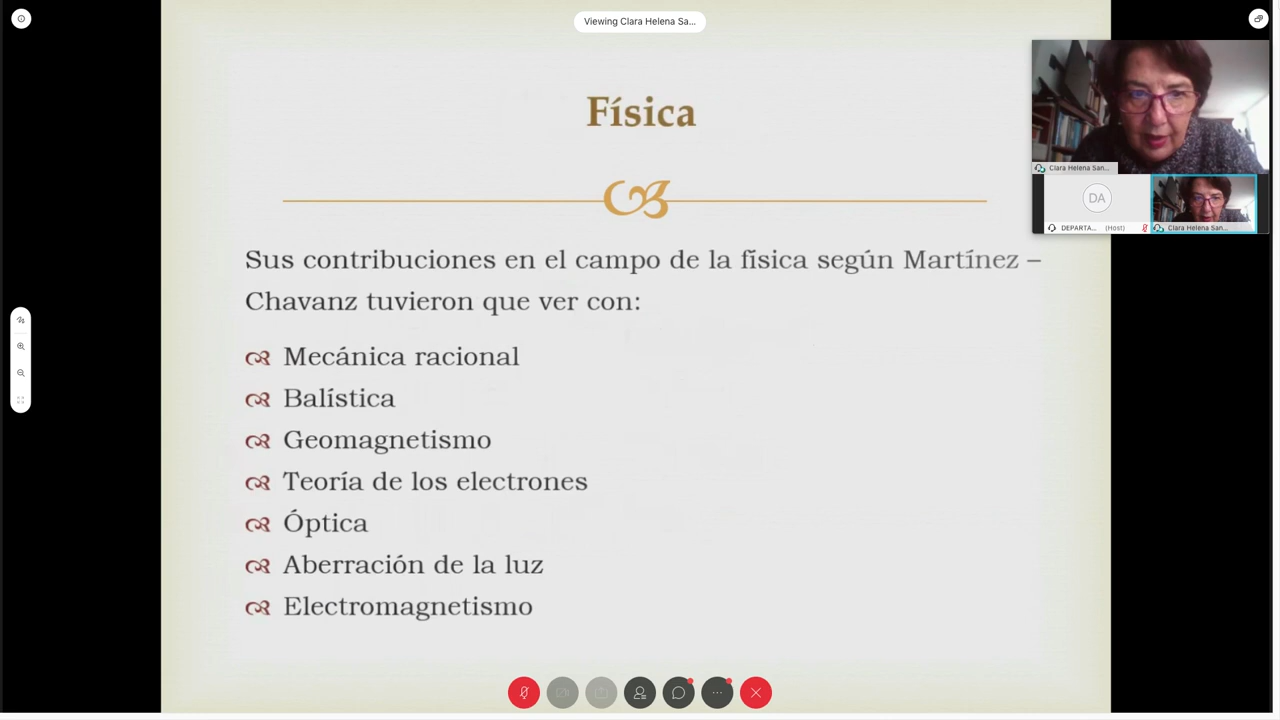 Viewing Clara Helena Sa...
Física
Sus contribuciones en el campo de la física según Martínez –
Chavanz tuvieron que ver con:
Mecánica racional
Balística
Geomagnetismo
Teoría de los electrones
Óptica
Aberración de la luz
Electromagnetismo
Clara Helena San...
DA
DEPARTA... (Host)
Clara Helena San...